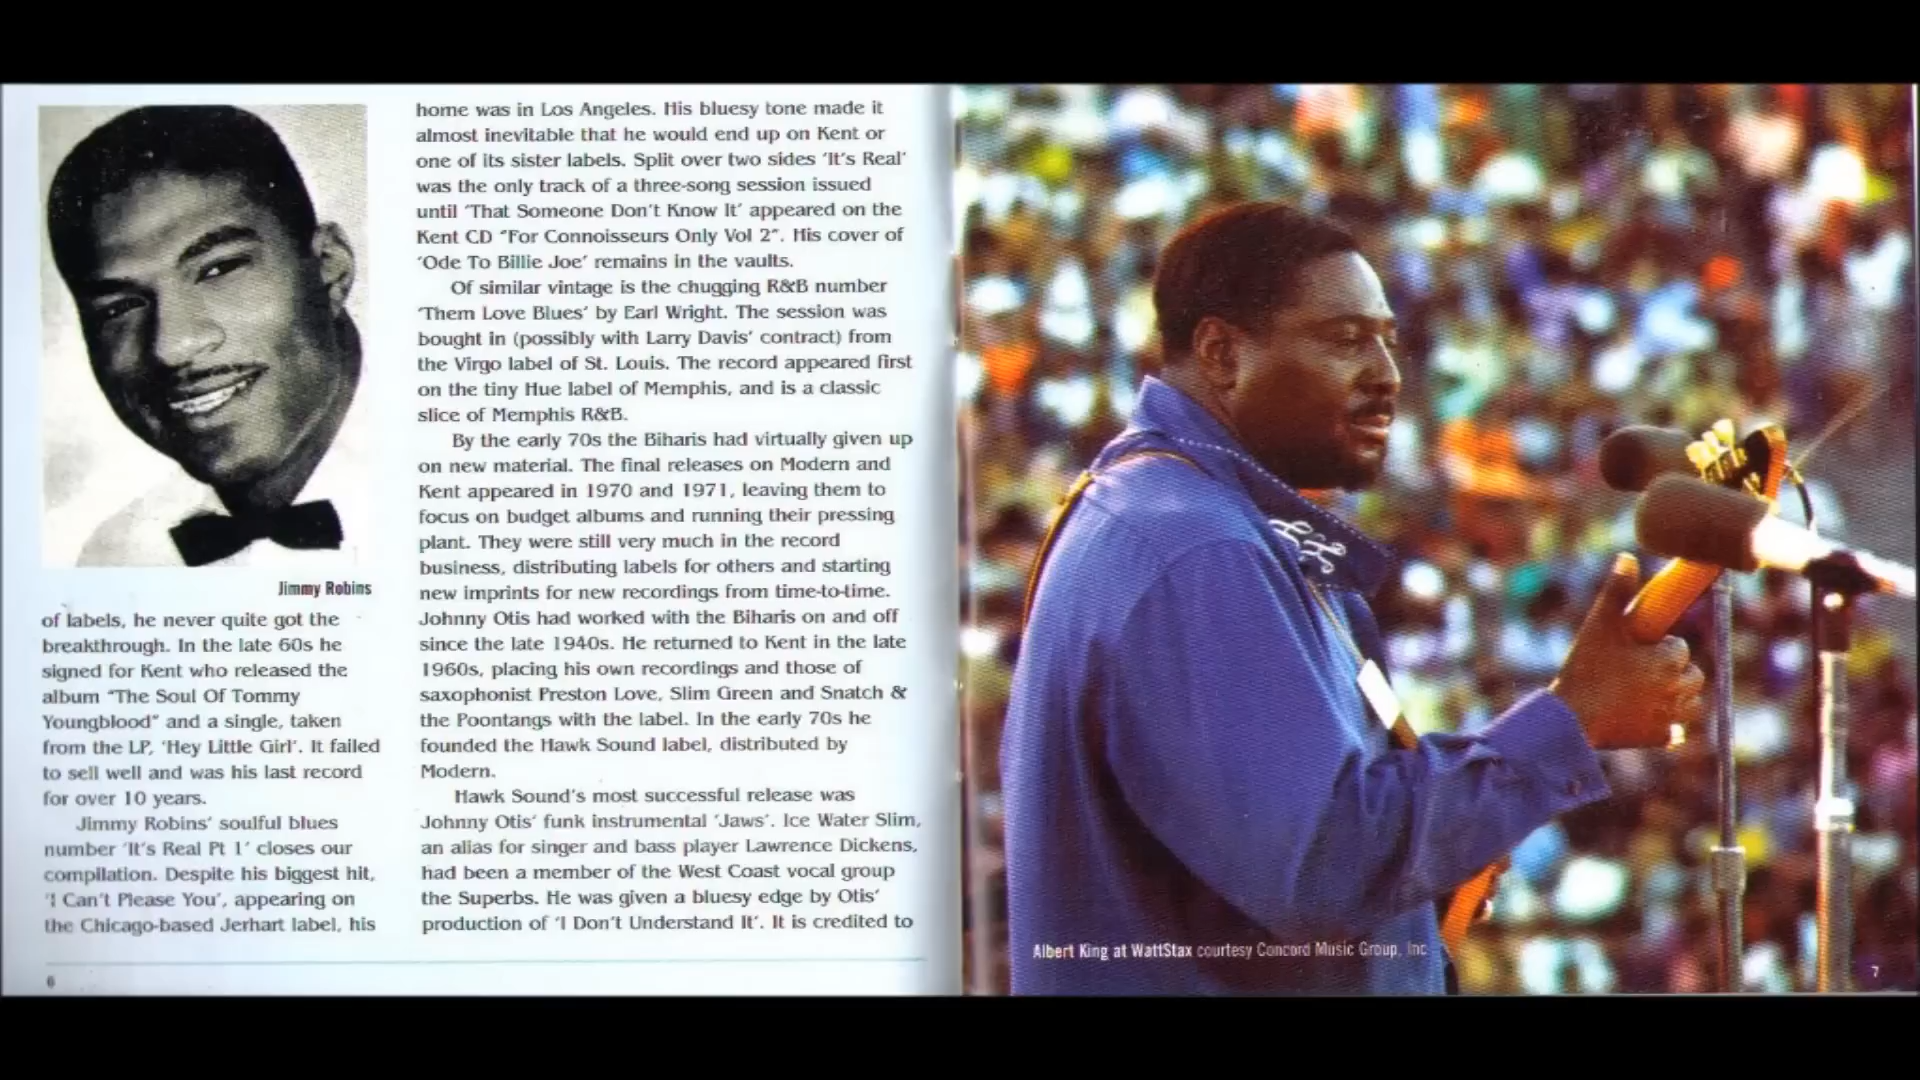 Jimmy Robins
of labels, he never quite got the
breakthrough. In the late 60s he
signed for Kent who released the
album "The Soul Of Tommy
Youngblood" and a single, taken
from the LP, 'Hey Little Girl'. It failed
to sell well and was his last record
for over 10 years.
Jimmy Robins' soulful blues
number 'It's Real Pt 1' closes our
compilation. Despite his biggest hit,
'I Can't Please You', appearing on
the Chicago-based Jerhart label, his
6
home was in Los Angeles. His bluesy tone made it
almost inevitable that he would end up on Kent or
one of its sister labels. Split over two sides 'It's Real'
was the only track of a three-song session issued
until 'That Someone Don't Know It' appeared on the
Kent CD "For Connoisseurs Only Vol 2". His cover of
'Ode To Billie Joe' remains in the vaults.
Of similar vintage is the chugging R&B number
'Them Love Blues' by Earl Wright. The session was
bought in (possibly with Larry Davis' contract) from
the Virgo label of St. Louis. The record appeared first
on the tiny Hue label of Memphis, and is a classic
slice of Memphis R&B.
By the early 70s the Biharis had virtually given up
on new material. The final releases on Modern and
Kent appeared in 1970 and 1971, leaving them to
focus on budget albums and running their pressing
plant. They were still very much in the record
business, distributing labels for others and starting
new imprints for new recordings from time-to-time.
Johnny Otis had worked with the Biharis on and off
since the late 1940s. He returned to Kent in the late
1960s, placing his own recordings and those of
saxophonist Preston Love, Slim Green and Snatch &
the Poontangs with the label. In the early 70s he
founded the Hawk Sound label, distributed by
Modern.
Hawk Sound's most successful release was
Johnny Otis' funk instrumental 'Jaws'. Ice Water Slim,
an alias for singer and bass player Lawrence Dickens,
had been a member of the West Coast vocal group
the Superbs. He was given a bluesy edge by Otis'
production of 'I Don't Understand It'. It is credited to
Albert King at WattStax courtesy Concord Music Group, Inc
7